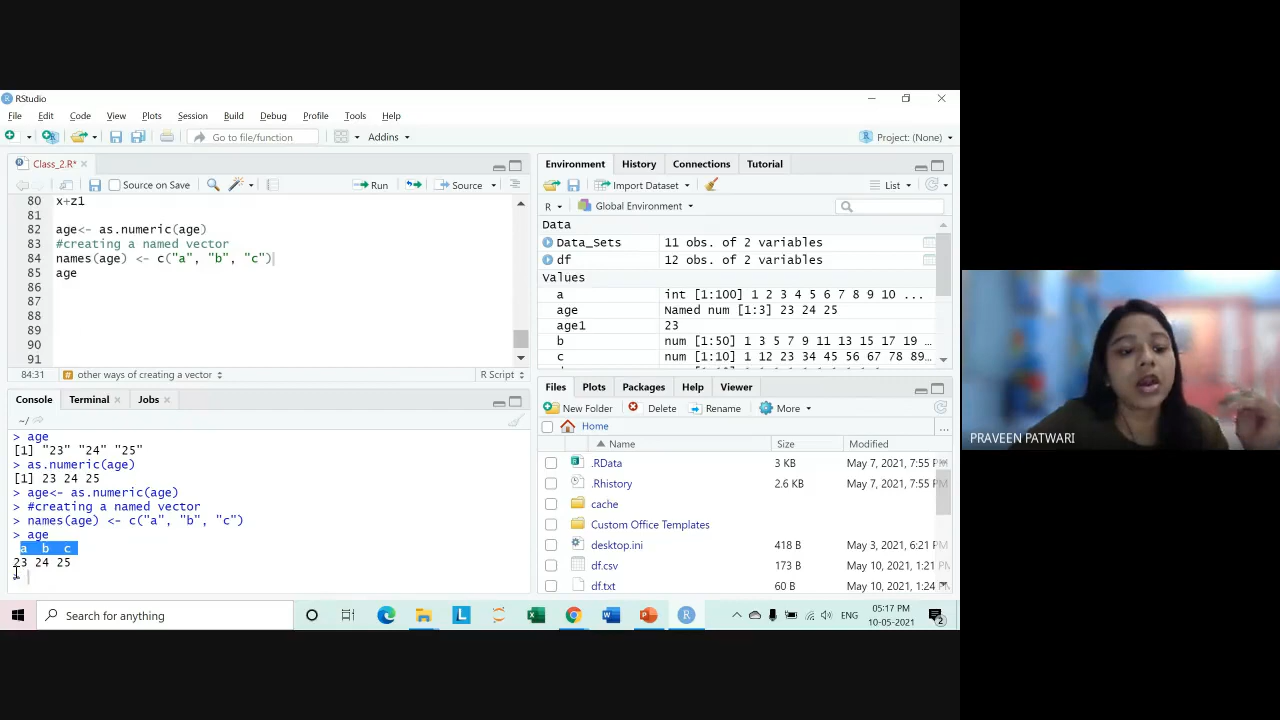 RStudio
File Edit Code View Plots Session Build Debug Profile Tools Help
Go to file/function Addins Project: (None)
Class_2.R*
Source on Save Run Source
80 x+z1
81
82 age<- as.numeric(age)
83 #creating a named vector
84 names(age) <- c("a", "b", "c")
85 age
86
87
88
89
90
91
84:31 # other ways of creating a vector R Script
Console Terminal Jobs
~/
> age
[1] "23" "24" "25"
> as.numeric(age)
[1] 23 24 25
> age<- as.numeric(age)
> #creating a named vector
> names(age) <- c("a", "b", "c")
> age
a b c
23 24 25
>
Environment History Connections Tutorial
Import Dataset List
R Global Environment
Data
Data_Sets 11 obs. of 2 variables
df 12 obs. of 2 variables
Values
a int [1:100] 1 2 3 4 5 6 7 8 9 10 ...
age Named num [1:3] 23 24 25
age1 23
b num [1:50] 1 3 5 7 9 11 13 15 17 19 ...
c num [1:10] 1 12 23 34 45 56 67 78 89...
Files Plots Packages Help Viewer
New Folder Delete Rename More
Home ...
Name Size Modified
.RData 3 KB May 7, 2021, 7:55 P
.Rhistory 2.6 KB May 7, 2021, 7:55 P
cache
Custom Office Templates
desktop.ini 418 B May 3, 2021, 6:21 P
df.csv 173 B May 10, 2021, 1:21
df.txt 60 B May 10, 2021, 1:24
PRAVEEN PATWARI
Search for anything
ENG
05:17 PM
10-05-2021
2